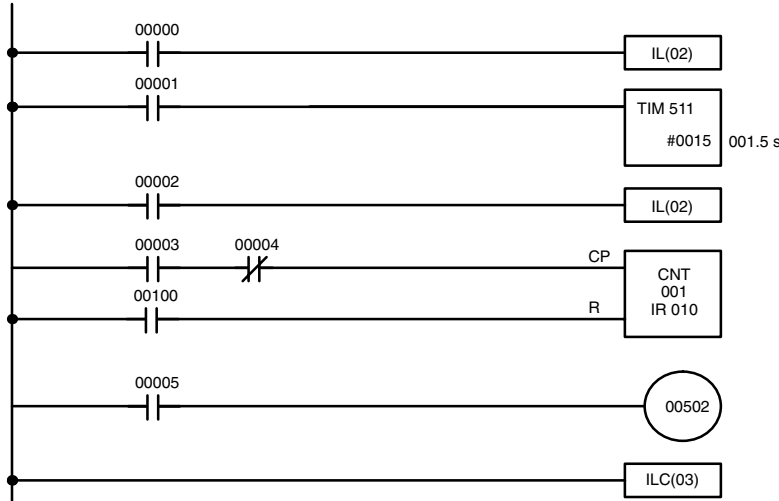 00000
IL(02)
00001
TIM 511
#0015
001.5 s
00002
IL(02)
00003
00004
CP
CNT
001
IR 010
00100
R
00005
00502
ILC(03)